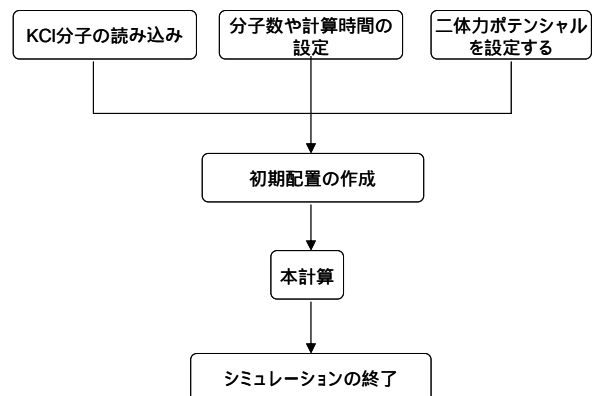 KCl分子の読み込み
分子数や計算時間の
設定
二体力ポテンシャル
を設定する
初期配置の作成
本計算
シミュレーションの終了